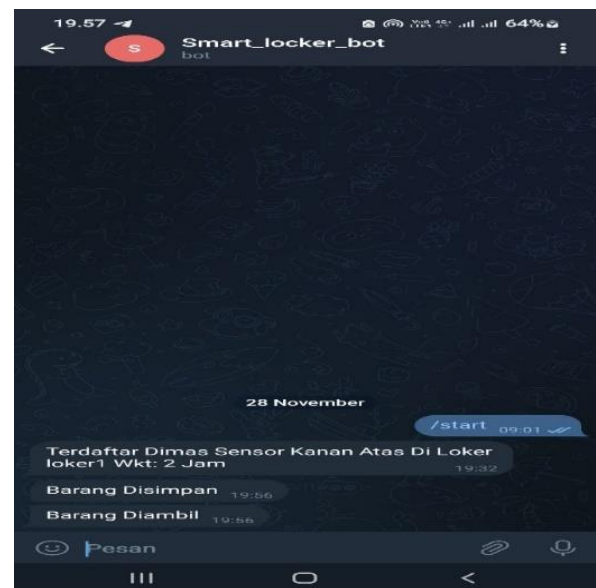 19.57
64%
S
Smart_locker_bot
bot
28 November
/start 09:01
Terdaftar Dimas Sensor Kanan Atas Di Loker
loker1 Wkt: 2 Jam 19:32
Barang Disimpan 19:56
Barang Diambil 19:56
Pesan